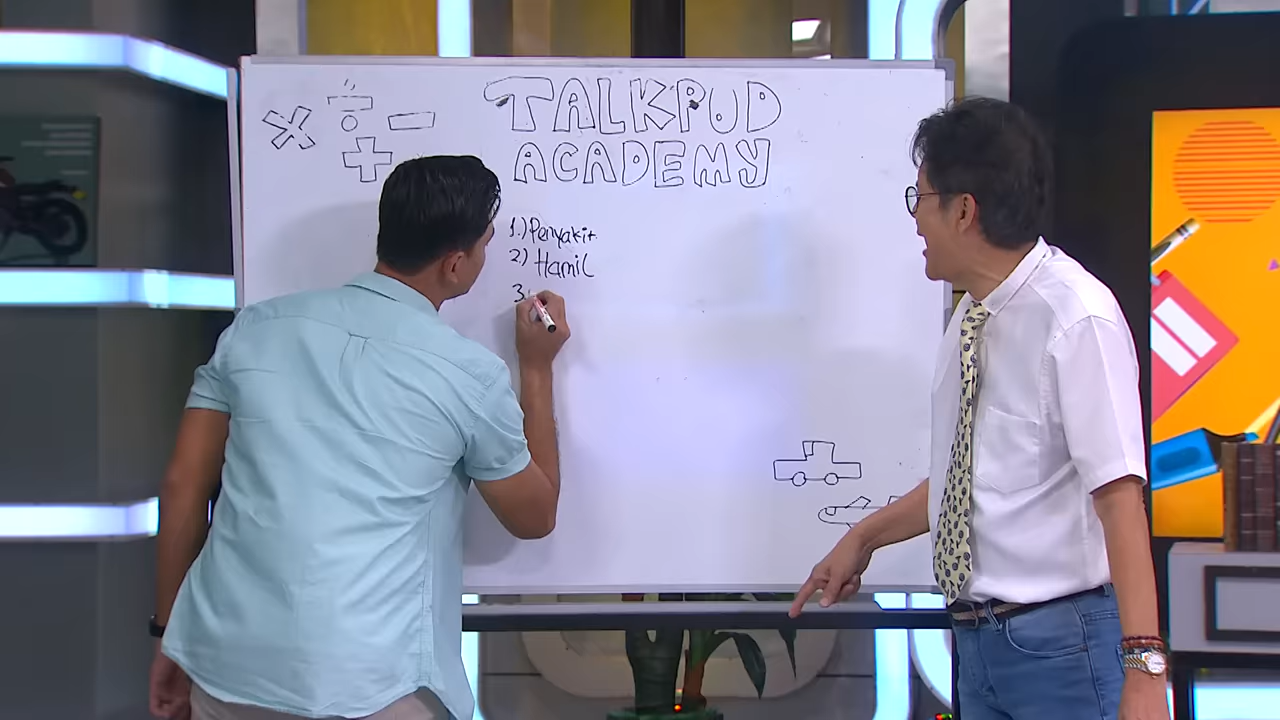 × ÷ -
+
TALKPOD
ACADEMY
1.) Penyakit
2) Hamil
3